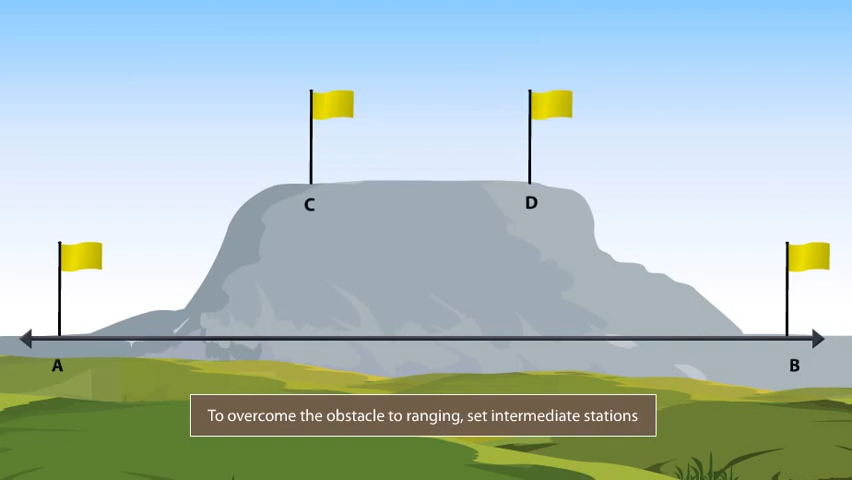 C
D
A
B
To overcome the obstacle to ranging, set intermediate stations